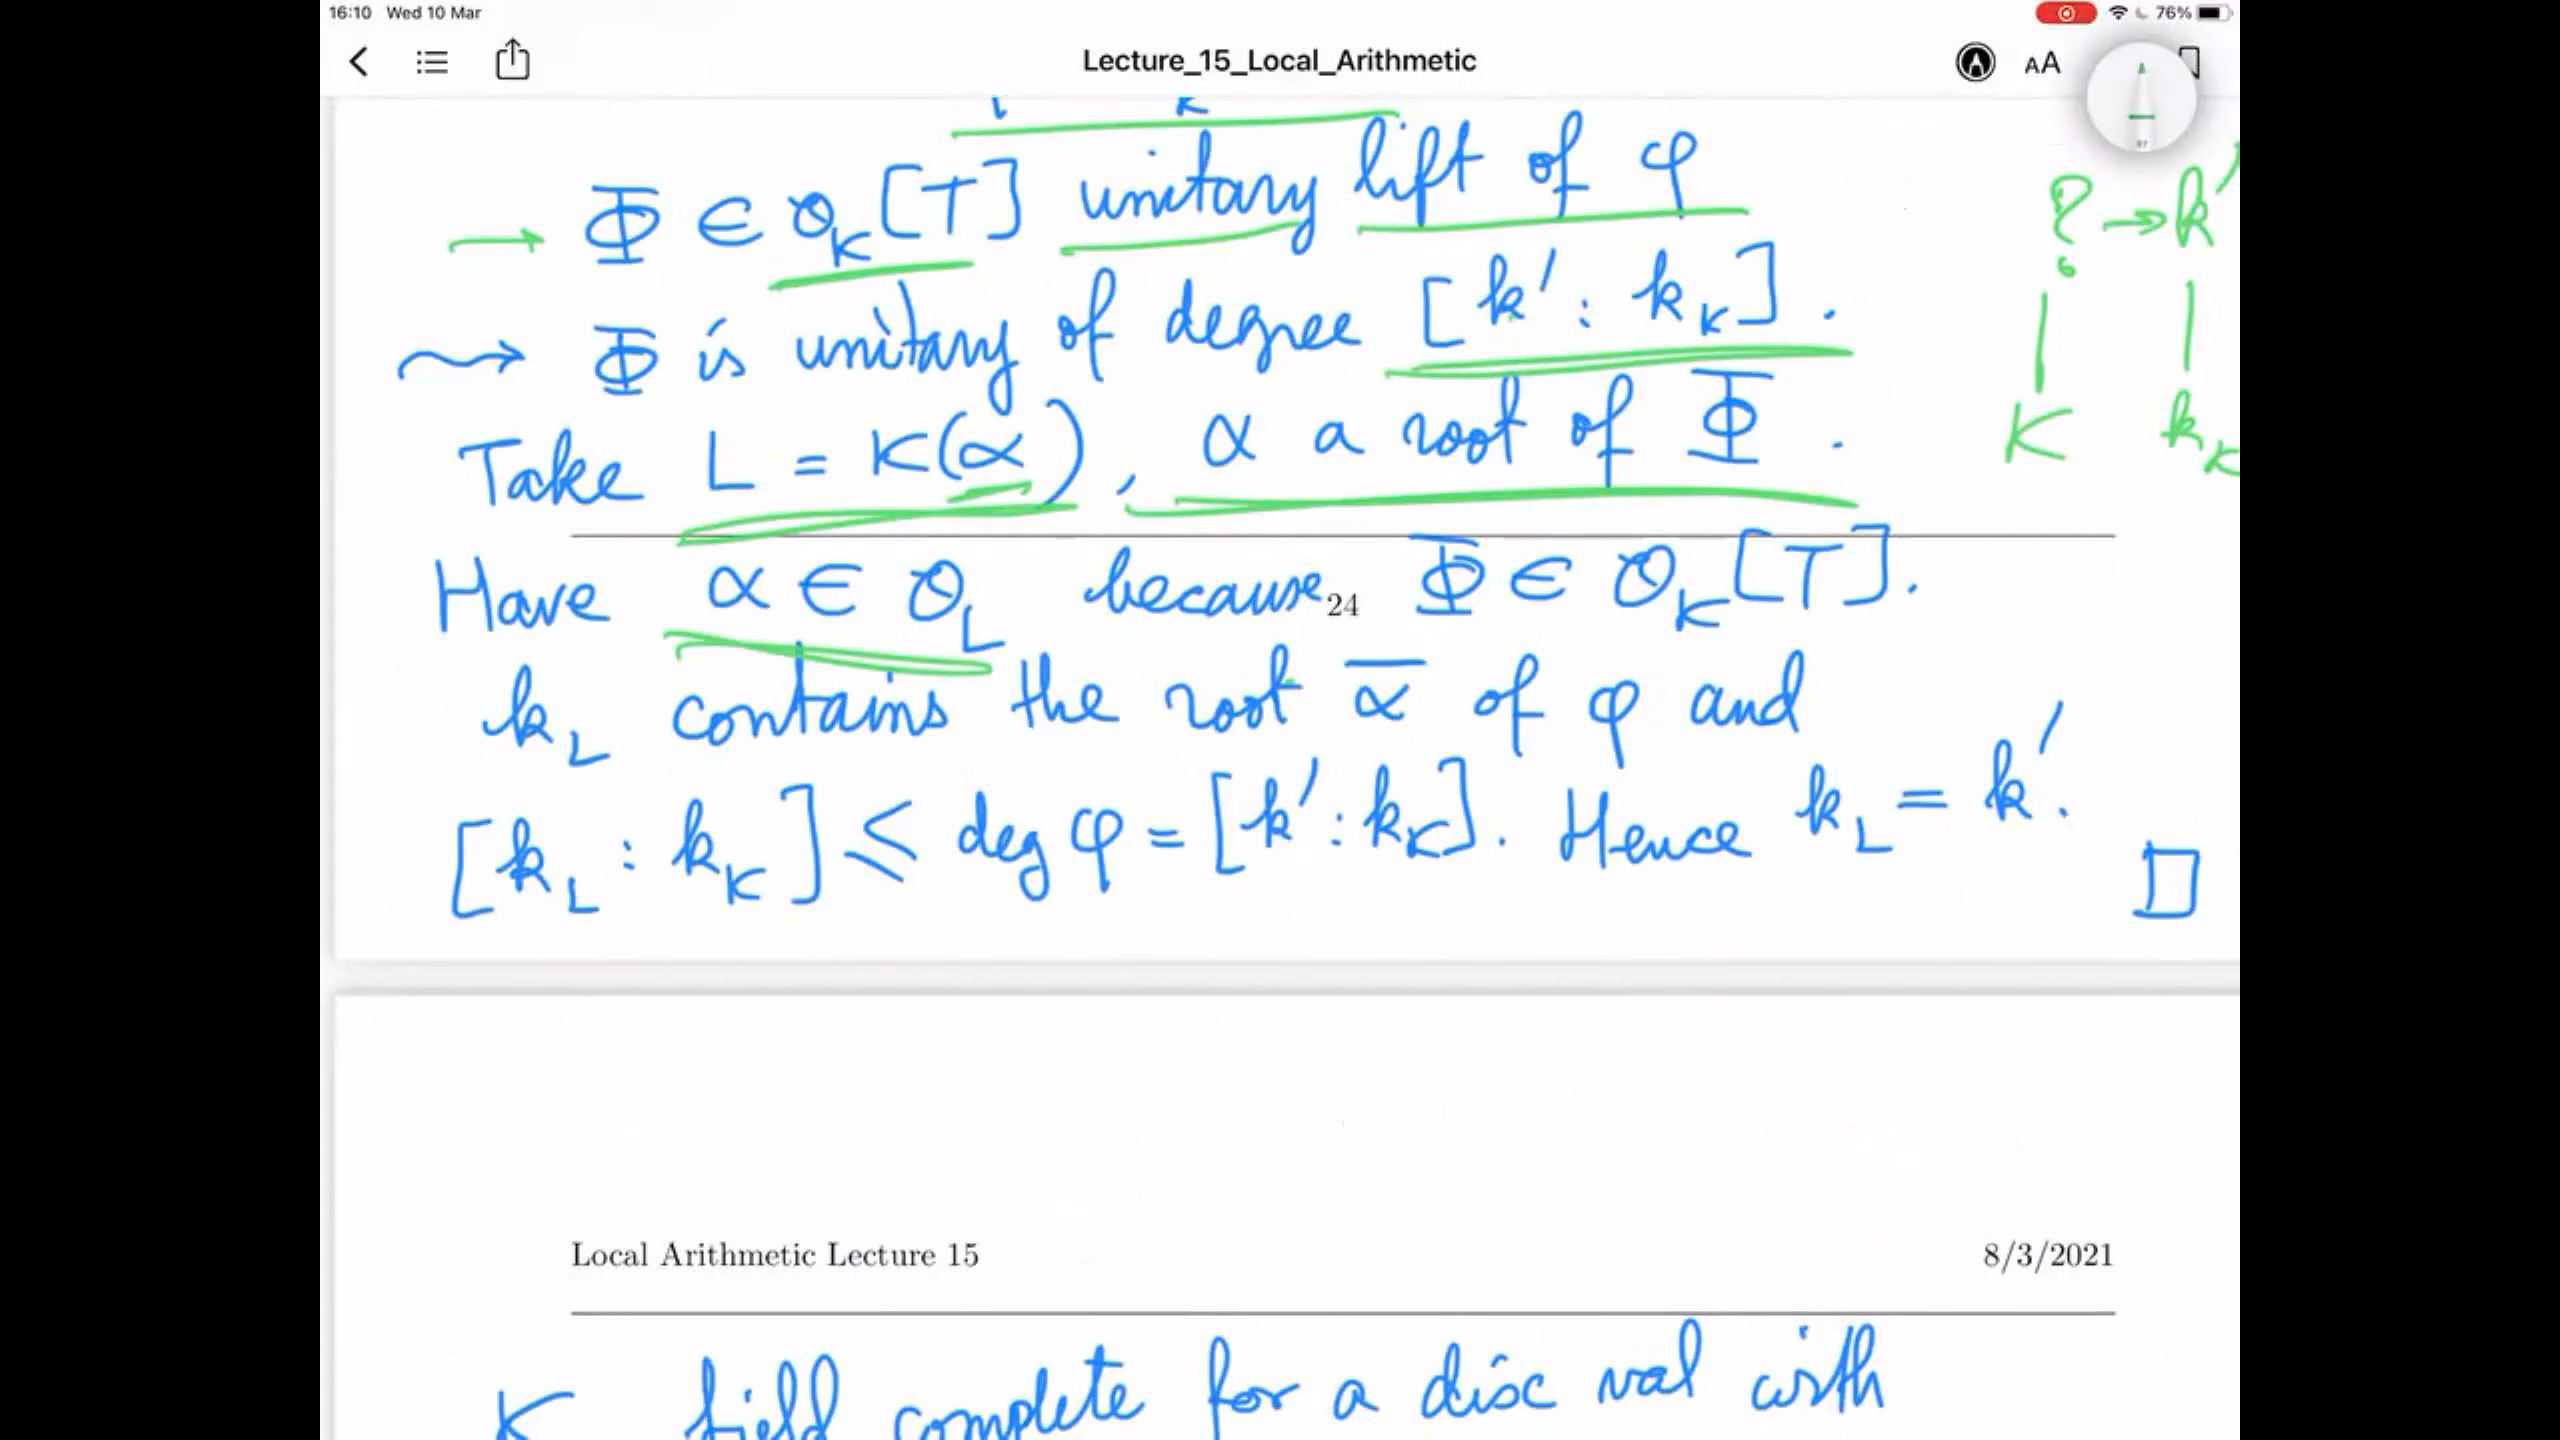 16:10 Wed 10 Mar 76%
Lecture_15_Local_Arithmetic AA
→ Φ ∈ O_K[T] unitary lift of φ
? → k'
⇝ Φ is unitary of degree [k' : k_K].
K k_K
Take L = K(α), α a root of Φ.
Have α ∈ O_L because Φ ∈ O_K[T].
24
k_L contains the root ᾱ of φ and
[k_L : k_K] ≤ deg φ = [k' : k_K]. Hence k_L = k'. □
Local Arithmetic Lecture 15 8/3/2021
K field complete for a disc val with